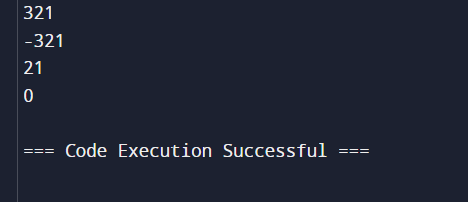 321
-321
21
0
=== Code Execution Successful ===